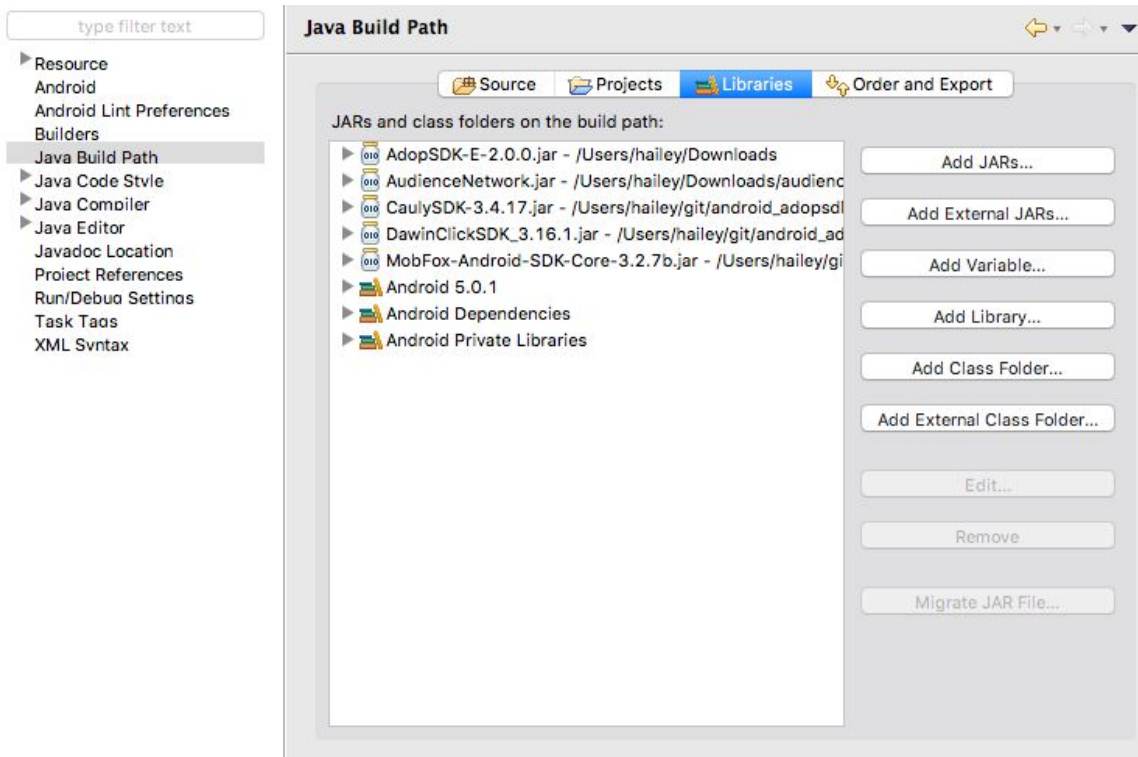 type filter text
Resource
Android
Android Lint Preferences
Builders
Java Build Path
Java Code Style
Java Compiler
Java Editor
Javadoc Location
Project References
Run/Debug Settings
Task Tags
XML Syntax
Java Build Path
Source Projects Libraries Order and Export
JARs and class folders on the build path:
AdopSDK-E-2.0.0.jar - /Users/hailey/Downloads
AudienceNetwork.jar - /Users/hailey/Downloads/audienc
CaulySDK-3.4.17.jar - /Users/hailey/git/android_adopsdl
DawinClickSDK_3.16.1.jar - /Users/hailey/git/android_ad
MobFox-Android-SDK-Core-3.2.7b.jar - /Users/hailey/gi
Android 5.0.1
Android Dependencies
Android Private Libraries
Add JARs...
Add External JARs...
Add Variable...
Add Library...
Add Class Folder...
Add External Class Folder...
Edit...
Remove
Migrate JAR File...